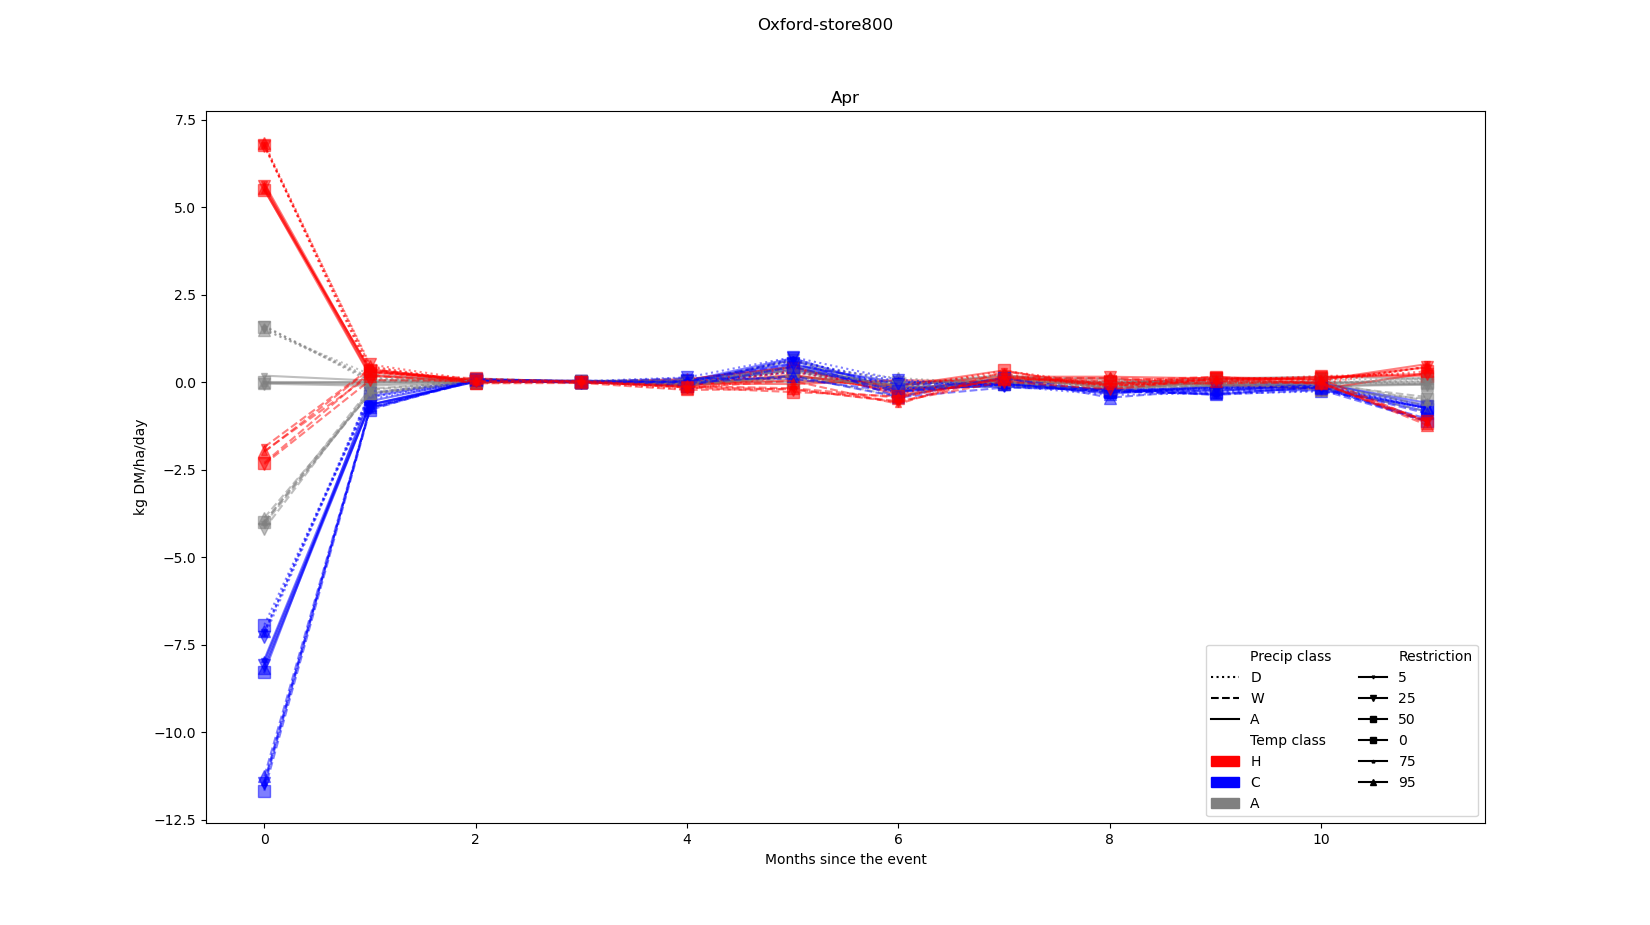 Oxford-store800
Apr
7.5
5.0
2.5
0.0
−2.5
−5.0
−7.5
−10.0
−12.5
kg DM/ha/day
0 2 4 6 8 10
Months since the event
Precip class
D
W
A
Temp class
H
C
A
Restriction
5
25
50
0
75
95